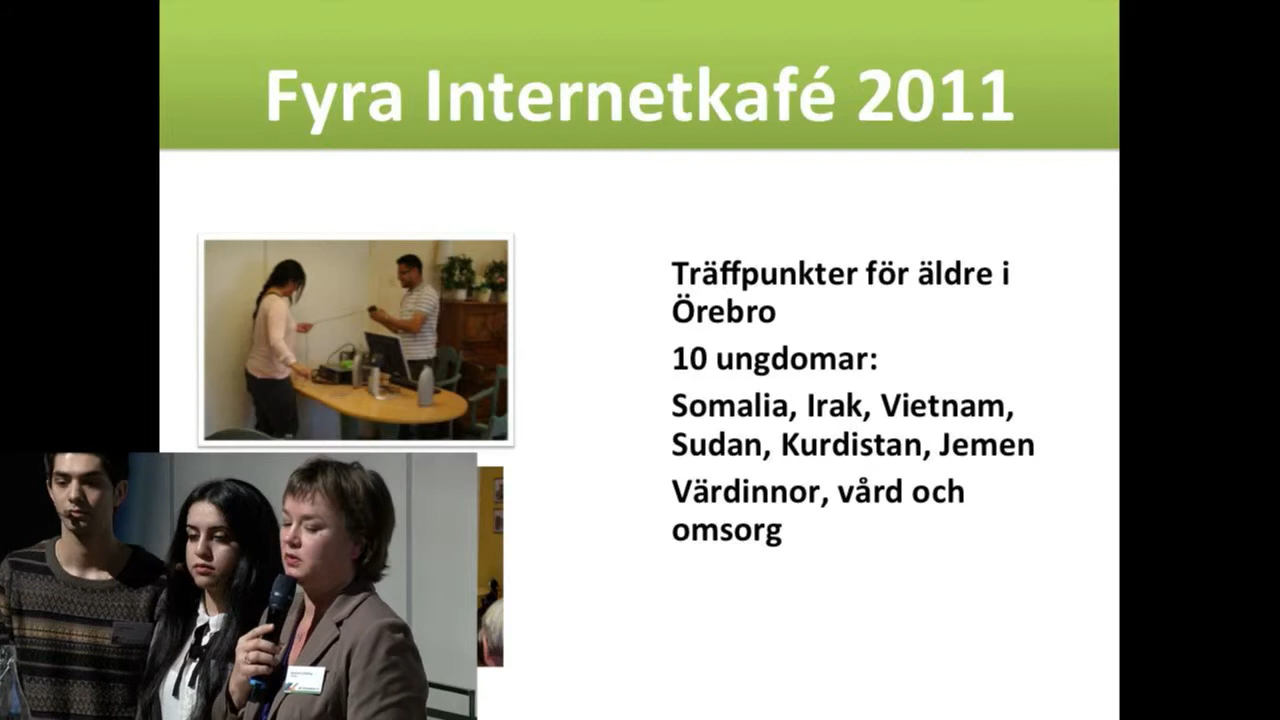 Fyra Internetkafé 2011
Träffpunkter för äldre i
Örebro
10 ungdomar:
Somalia, Irak, Vietnam,
Sudan, Kurdistan, Jemen
Värdinnor, vård och
omsorg